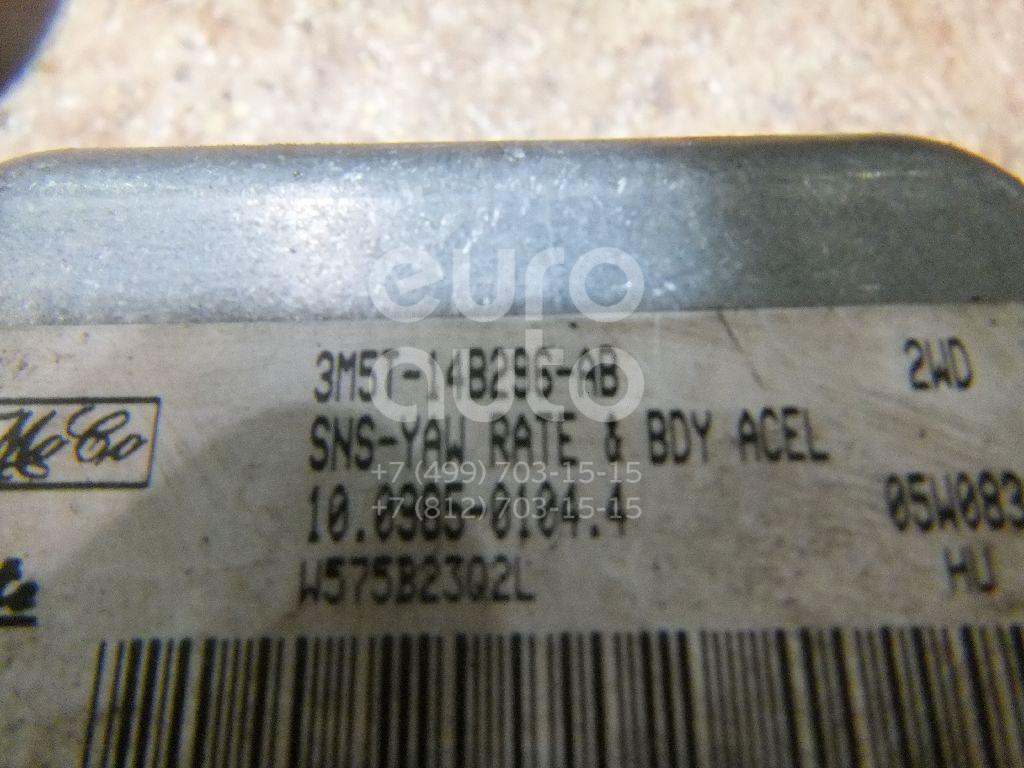 euro
auto
3M5T-14B296-AB 2WD
MoCo
SNS-YAW RATE & BDY ACEL
+7 (499) 703-15-15
10.0985-0104.4 05W083
+7 (812) 703-15-15
W575B23Q2L HU